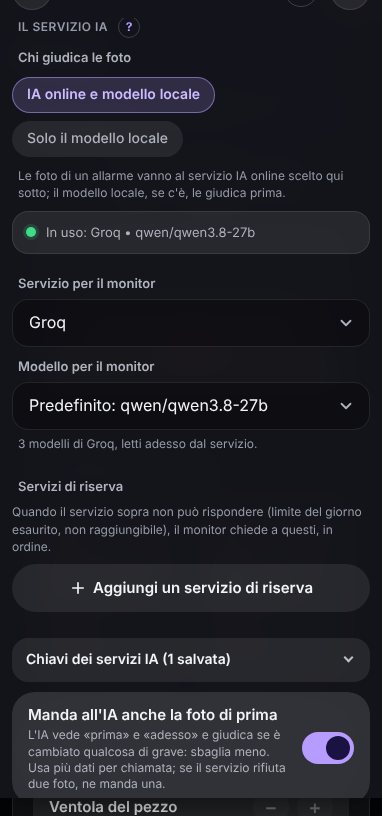 IL SERVIZIO IA ?
Chi giudica le foto
IA online e modello locale
Solo il modello locale
Le foto di un allarme vanno al servizio IA online scelto qui
sotto; il modello locale, se c'è, le giudica prima.
In uso: Groq • qwen/qwen3.8-27b
Servizio per il monitor
Groq
Modello per il monitor
Predefinito: qwen/qwen3.8-27b
3 modelli di Groq, letti adesso dal servizio.
Servizi di riserva
Quando il servizio sopra non può rispondere (limite del giorno
esaurito, non raggiungibile), il monitor chiede a questi, in
ordine.
+ Aggiungi un servizio di riserva
Chiavi dei servizi IA (1 salvata)
Manda all'IA anche la foto di prima
L'IA vede «prima» e «adesso» e giudica se è
cambiato qualcosa di grave: sbaglia meno.
Usa più dati per chiamata; se il servizio rifiuta
due foto, ne manda una.
Ventola del pezzo − +